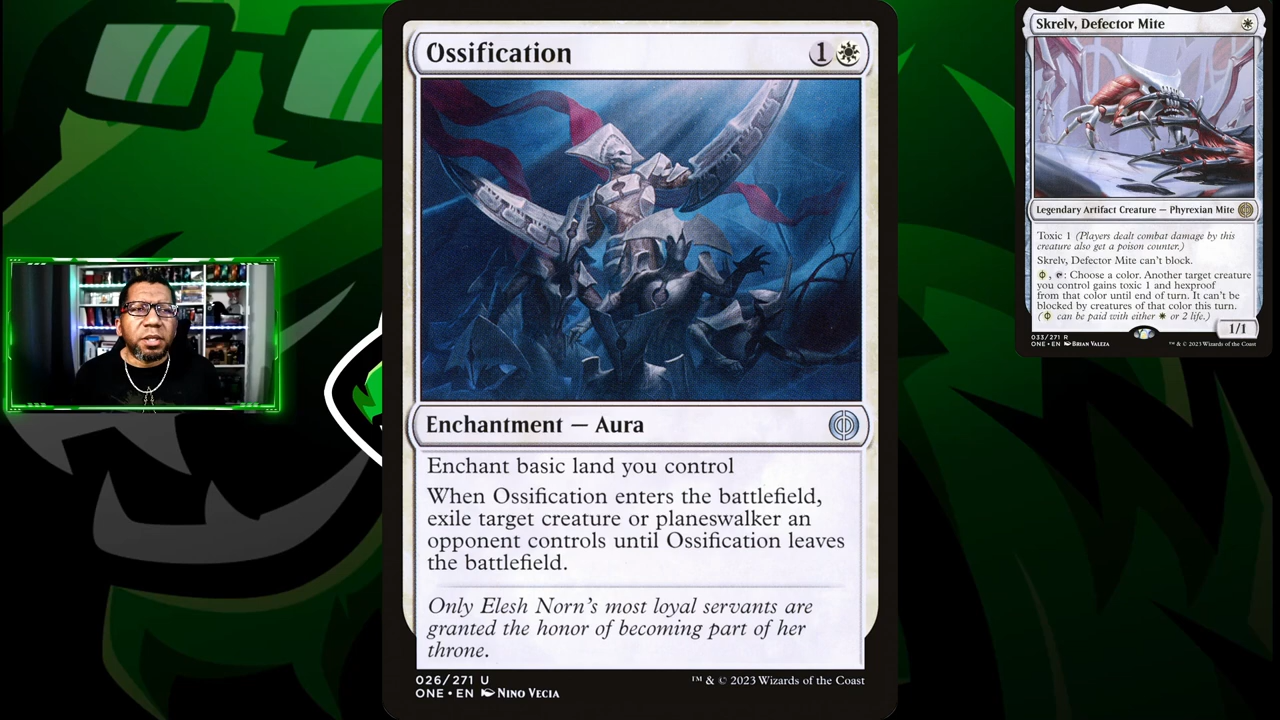 Ossification
1
Enchantment — Aura
Enchant basic land you control
When Ossification enters the battlefield,
exile target creature or planeswalker an
opponent controls until Ossification leaves
the battlefield.
Only Elesh Norn's most loyal servants are
granted the honor of becoming part of her
throne.
026/271 U
ONE • EN Nino Vecia
™ & © 2023 Wizards of the Coast
Skrelv, Defector Mite
Legendary Artifact Creature — Phyrexian Mite
Toxic 1 (Players dealt combat damage by this
creature also get a poison counter.)
Skrelv, Defector Mite can't block.
, : Choose a color. Another target creature
you control gains toxic 1 and hexproof
from that color until end of turn. It can't be
blocked by creatures of that color this turn.
( can be paid with either or 2 life.)
1/1
033/271 R
ONE • EN Brian Valeza
™ & © 2023 Wizards of the Coast